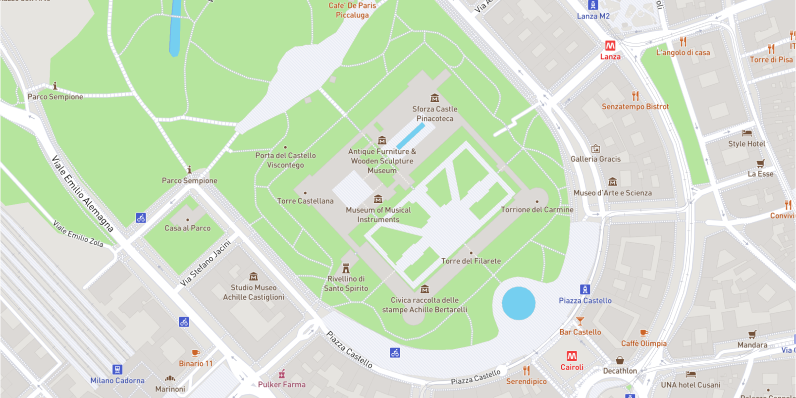 Cafè De Paris
Piccaluga
Lanza M2
Lanza
L'angolo di casa
Torre di Pisa
Parco Sempione
Sforza Castle
Pinacoteca
Senzatempo Bistrot
Style Hotel
Antique Furniture &
Wooden Sculpture
Museum
Porta del Castello
Viscontego
Galleria Gracis
La Esse
Parco Sempione
Viale Emilio Alemagna
Museo d'Arte e Scienza
Torre Castellana
Museum of Musical
Instruments
Torrione del Carmine
Convivi
Viale Emilio Zola
Casa al Parco
Via Stefano Jacini
Torre del Filarete
Rivellino di
Santo Spirito
Studio Museo
Achille Castiglioni
Civica raccolta delle
stampe Achille Bertarelli
Piazza Castello
Bar Castello
Caffè Olimpia
Mandara
Piazza Castello
Binario 11
Cairoli
Decathlon
Milano Cadorna
Marinoni
Pulker Farma
Piazza Castello
Serendipico
UNA hotel Cusani